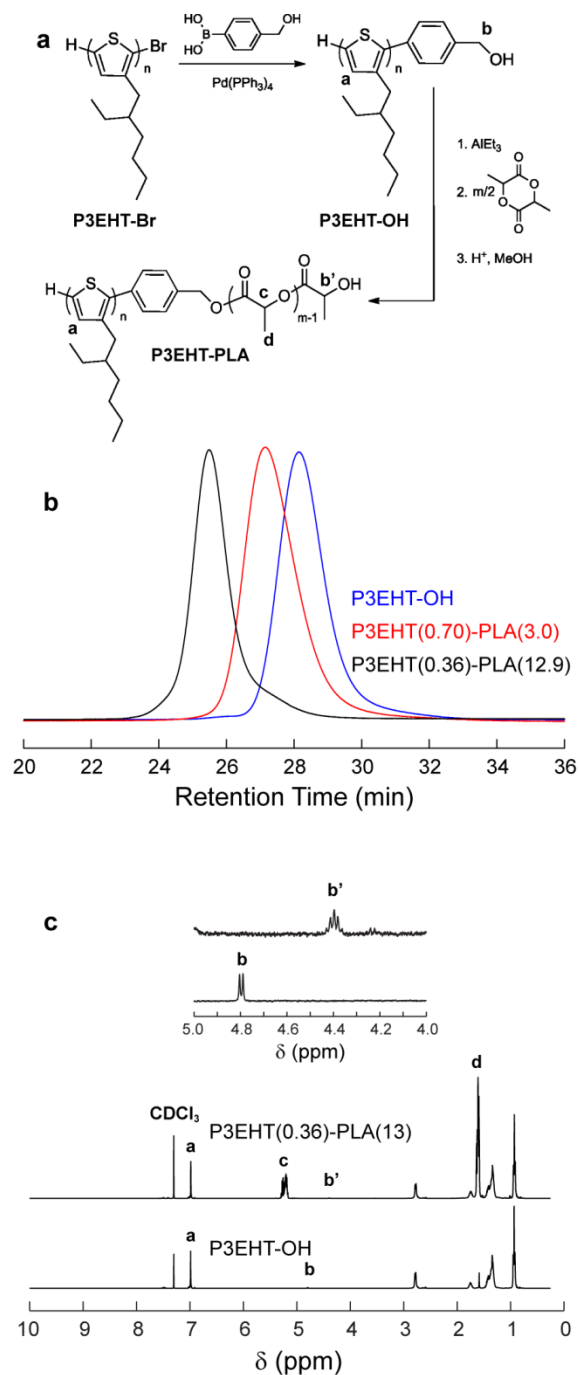 a
HO
B
HO
OH
Pd(PPh3)4
H
S
Br
n
a
H
S
n
b
OH
P3EHT-Br
P3EHT-OH
1. AlEt3
2. m/2
O
O
O
O
3. H+, MeOH
H
S
n
a
O
O
c
O
d
m-1
O
b'
OH
P3EHT-PLA
b
P3EHT-OH
P3EHT(0.70)-PLA(3.0)
P3EHT(0.36)-PLA(12.9)
20 22 24 26 28 30 32 34 36
Retention Time (min)
c
b'
b
5.0 4.8 4.6 4.4 4.2 4.0
δ (ppm)
d
CDCl3
P3EHT(0.36)-PLA(13)
a
c
b'
a
P3EHT-OH
b
10 9 8 7 6 5 4 3 2 1 0
δ (ppm)